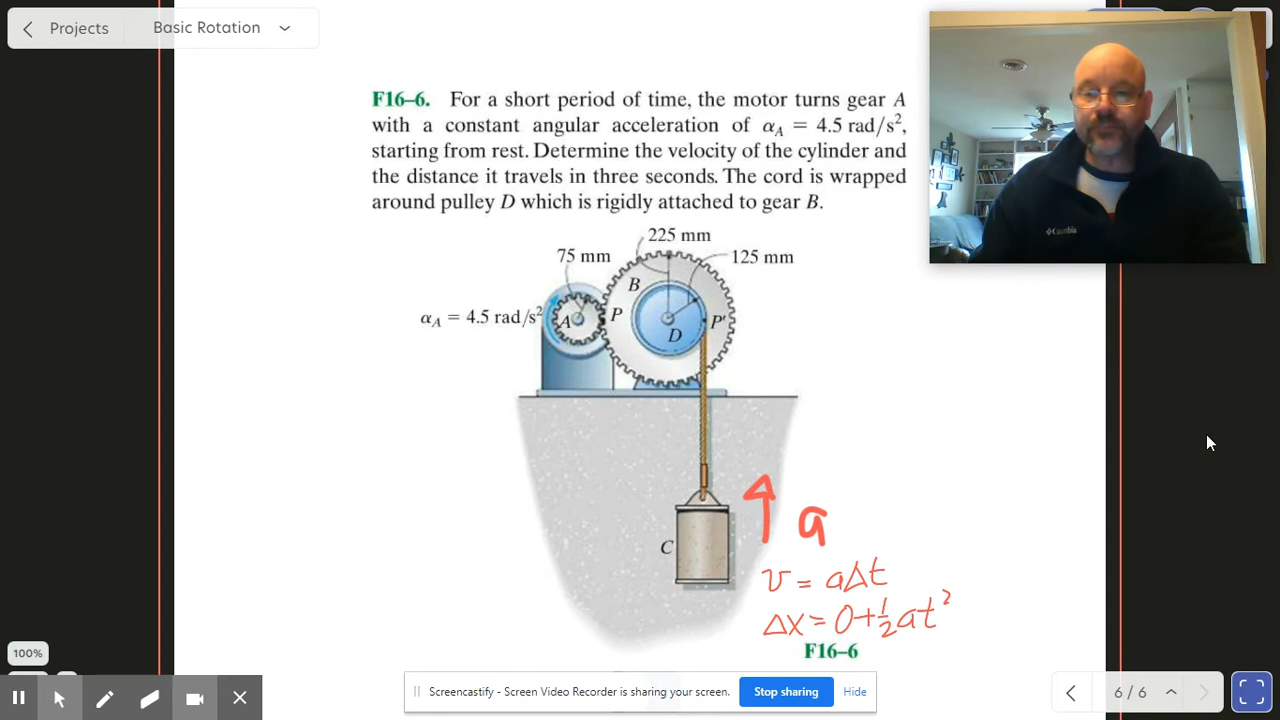 Projects
Basic Rotation
F16–6. For a short period of time, the motor turns gear A
with a constant angular acceleration of αA = 4.5 rad/s²,
starting from rest. Determine the velocity of the cylinder and
the distance it travels in three seconds. The cord is wrapped
around pulley D which is rigidly attached to gear B.
225 mm
75 mm
125 mm
B
αA = 4.5 rad/s²
A
P
P'
D
C
a
v = aΔt
Δx = 0+½at²
F16–6
Columbia
100%
Screencastify - Screen Video Recorder is sharing your screen.
Stop sharing
Hide
6 / 6